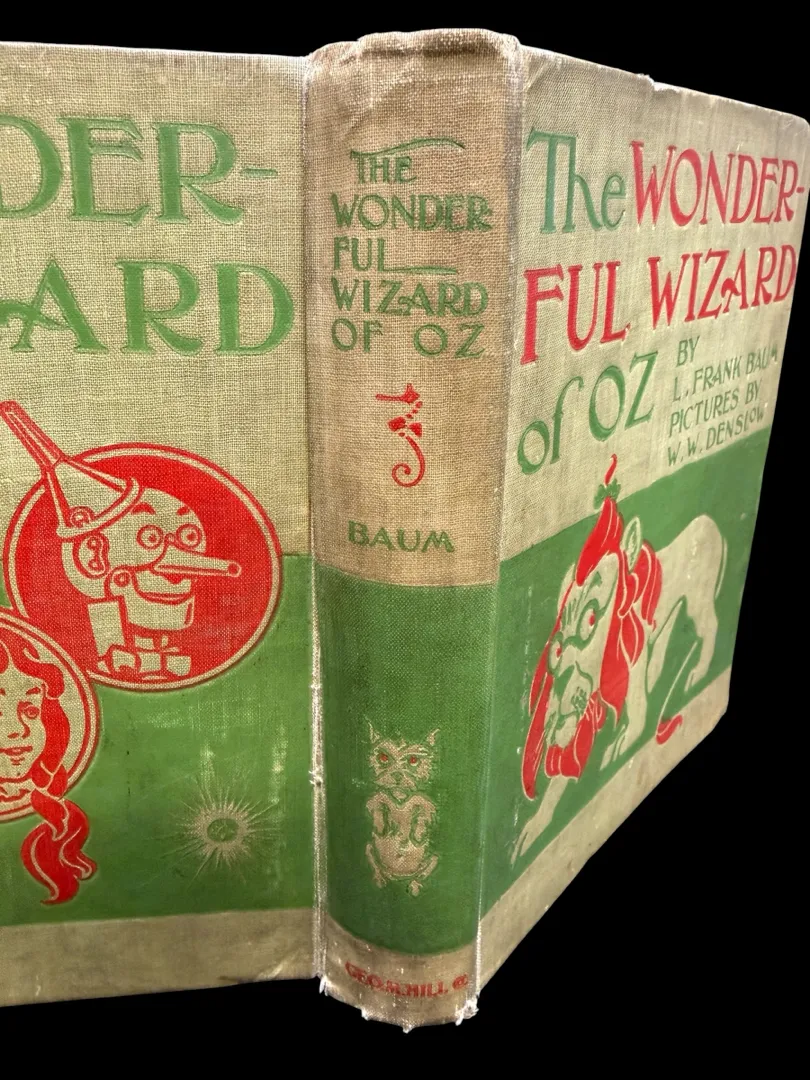 DER-
ARD
THE
WONDER-
FUL
WIZARD
OF OZ
BAUM
GEO.M.HILL CO.
The WONDER-
FUL WIZARD
of OZ
BY
L. FRANK BAUM
PICTURES BY
W. W. DENSLOW